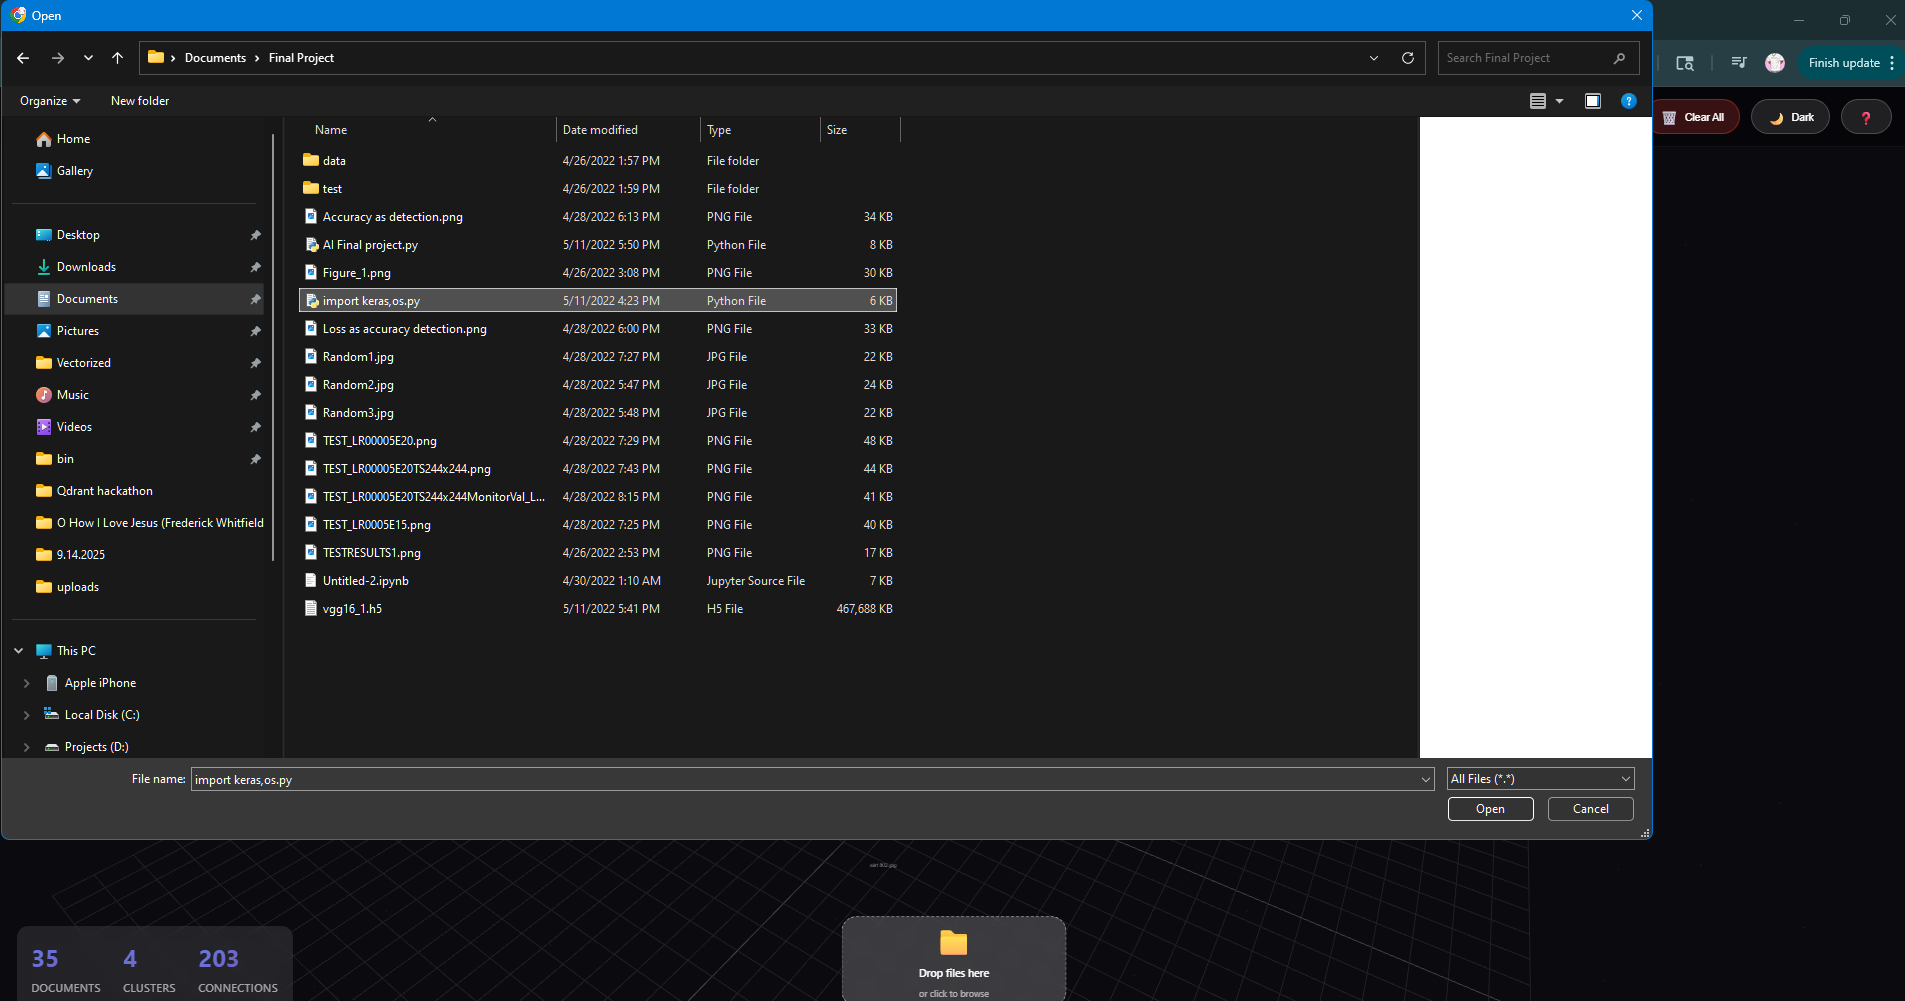 Open
Documents > Final Project
Search Final Project
Finish update
Organize
New folder
Clear All
Dark
?
Name
Date modified
Type
Size
Home
Gallery
Desktop
Downloads
Documents
Pictures
Vectorized
Music
Videos
bin
Qdrant hackathon
O How I Love Jesus (Frederick Whitfield
9.14.2025
uploads
This PC
Apple iPhone
Local Disk (C:)
Projects (D:)
data 4/26/2022 1:57 PM File folder
test 4/26/2022 1:59 PM File folder
Accuracy as detection.png 4/28/2022 6:13 PM PNG File 34 KB
AI Final project.py 5/11/2022 5:50 PM Python File 8 KB
Figure_1.png 4/26/2022 3:08 PM PNG File 30 KB
import keras,os.py 5/11/2022 4:23 PM Python File 6 KB
Loss as accuracy detection.png 4/28/2022 6:00 PM PNG File 33 KB
Random1.jpg 4/28/2022 7:27 PM JPG File 22 KB
Random2.jpg 4/28/2022 5:47 PM JPG File 24 KB
Random3.jpg 4/28/2022 5:48 PM JPG File 22 KB
TEST_LR00005E20.png 4/28/2022 7:29 PM PNG File 48 KB
TEST_LR00005E20TS244x244.png 4/28/2022 7:43 PM PNG File 44 KB
TEST_LR00005E20TS244x244MonitorVal_L... 4/28/2022 8:15 PM PNG File 41 KB
TEST_LR0005E15.png 4/28/2022 7:25 PM PNG File 40 KB
TESTRESULTS1.png 4/26/2022 2:53 PM PNG File 17 KB
Untitled-2.ipynb 4/30/2022 1:10 AM Jupyter Source File 7 KB
vgg16_1.h5 5/11/2022 5:41 PM H5 File 467,688 KB
File name: import keras,os.py
All Files (*.*)
Open
Cancel
35 4 203
DOCUMENTS CLUSTERS CONNECTIONS
Drop files here
or click to browse